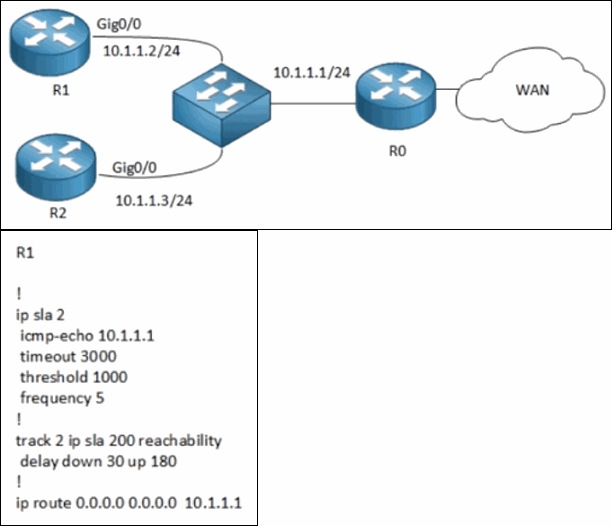 Gig0/0
10.1.1.2/24
R1
10.1.1.1/24
WAN
R0
Gig0/0
10.1.1.3/24
R2
R1
!
ip sla 2
icmp-echo 10.1.1.1
timeout 3000
threshold 1000
frequency 5
!
track 2 ip sla 200 reachability
delay down 30 up 180
!
ip route 0.0.0.0 0.0.0.0 10.1.1.1